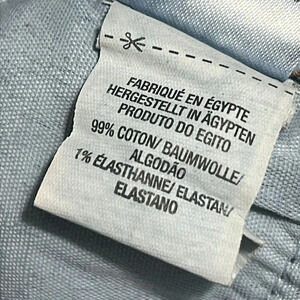 FABRIQUÉ EN ÉGYPTE
HERGESTELLT IN ÄGYPTEN
PRODUTO DO EGITO
99% COTON/BAUMWOLLE/
ALGODÃO
1% ÉLASTHANNE/ELASTAN/
ELASTANO